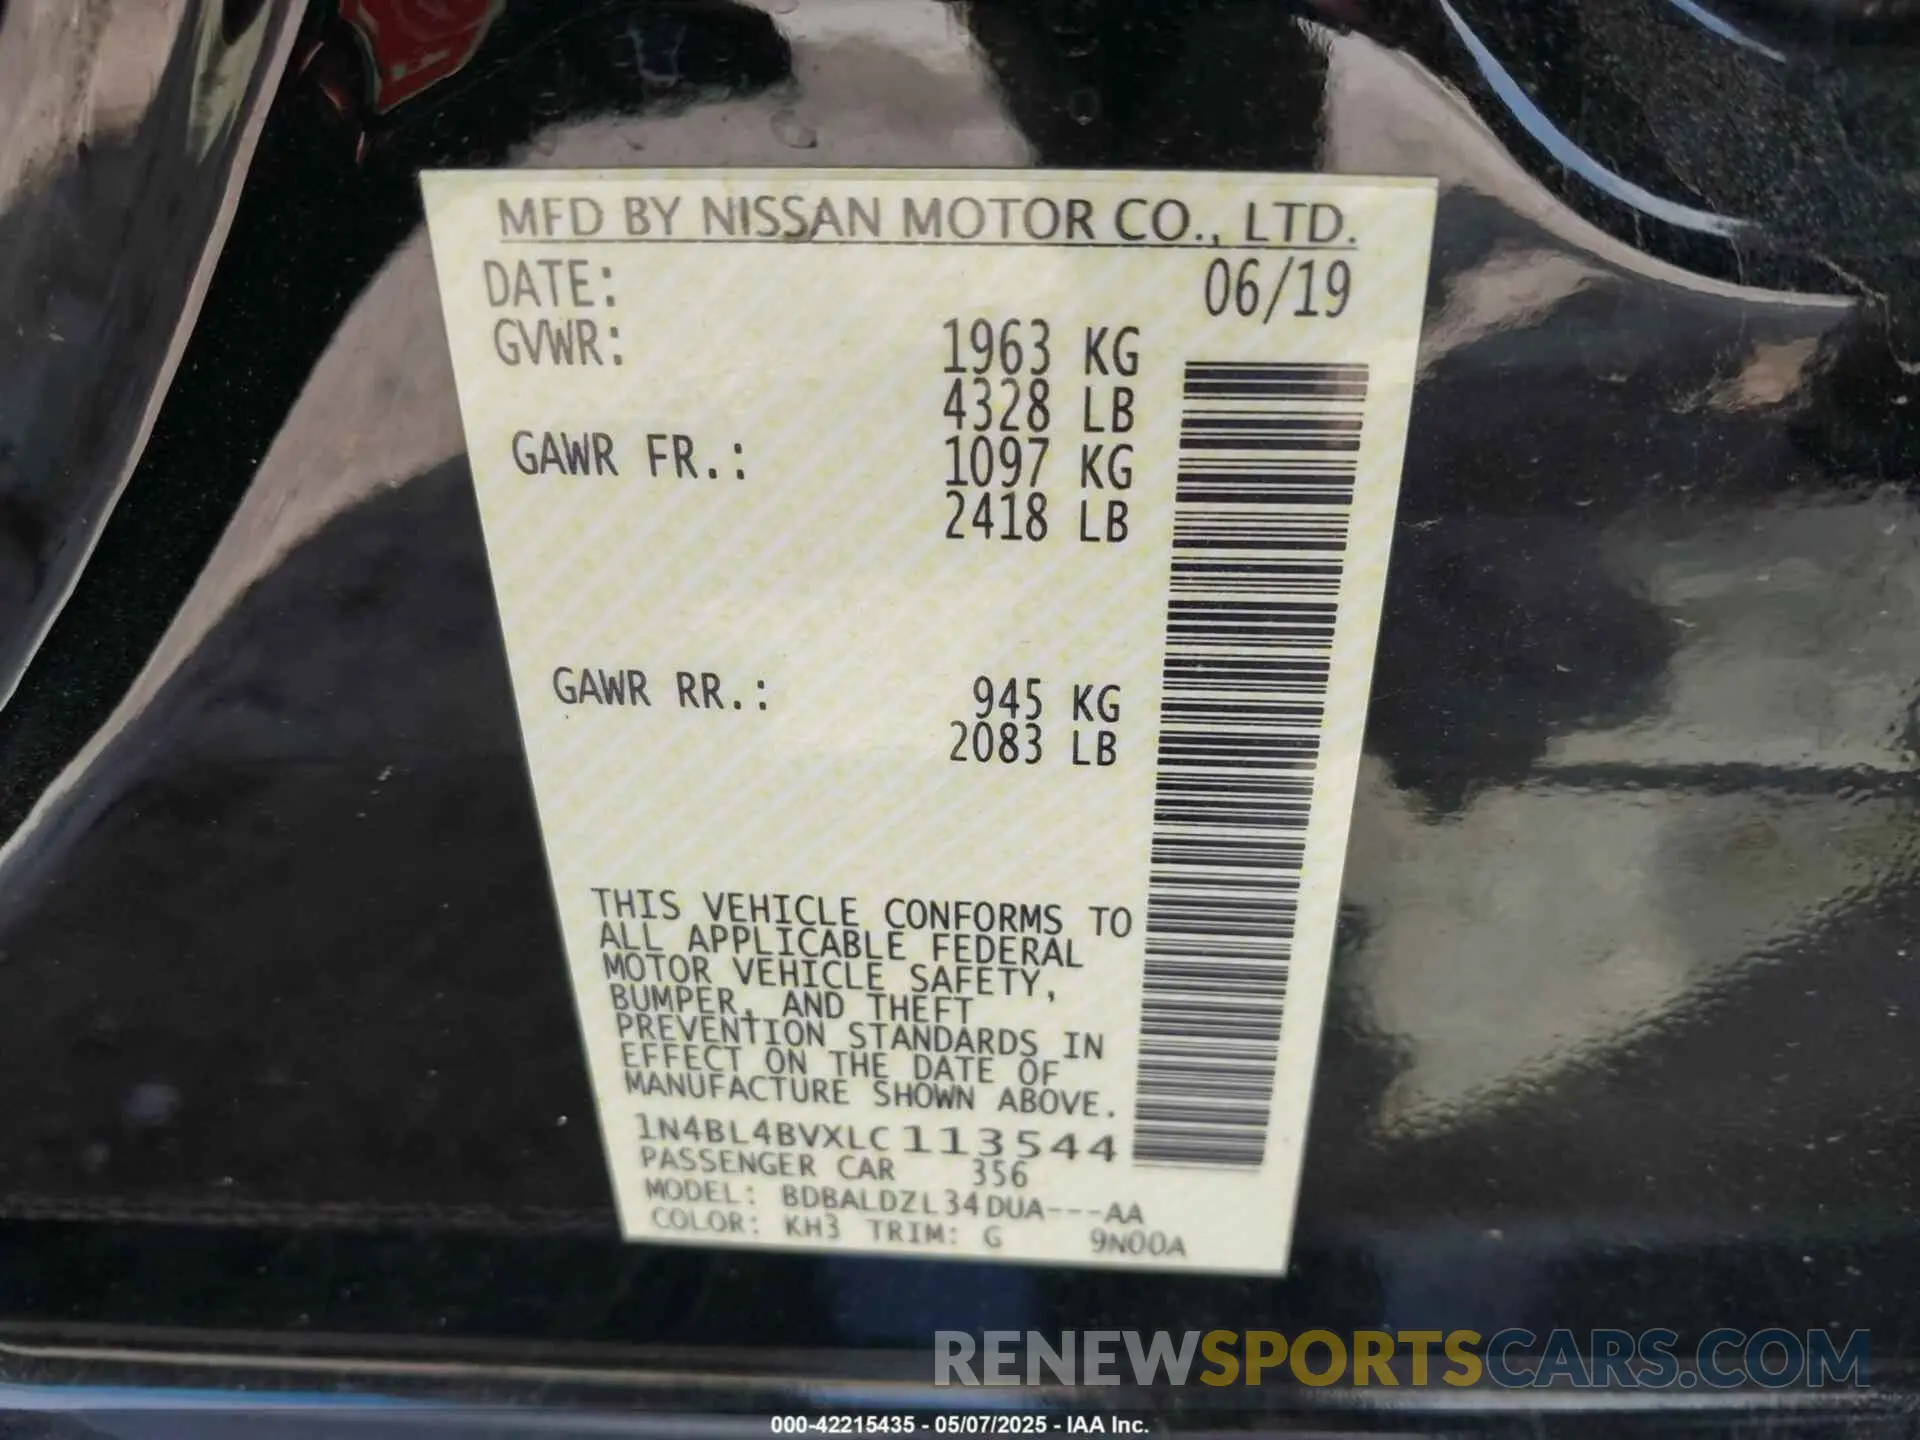 MFD BY NISSAN MOTOR CO., LTD.
DATE: 06/19
GVWR: 1963 KG
4328 LB
GAWR FR.: 1097 KG
2418 LB
GAWR RR.: 945 KG
2083 LB
THIS VEHICLE CONFORMS TO
ALL APPLICABLE FEDERAL
MOTOR VEHICLE SAFETY,
BUMPER, AND THEFT
PREVENTION STANDARDS IN
EFFECT ON THE DATE OF
MANUFACTURE SHOWN ABOVE.
1N4BL4BVXLC113544
PASSENGER CAR 356
MODEL: BDBALDZL34DUA---AA
COLOR: KH3 TRIM: G 9N00A
RENEWSPORTSCARS.COM
000-42215435 - 05/07/2025 - IAA Inc.